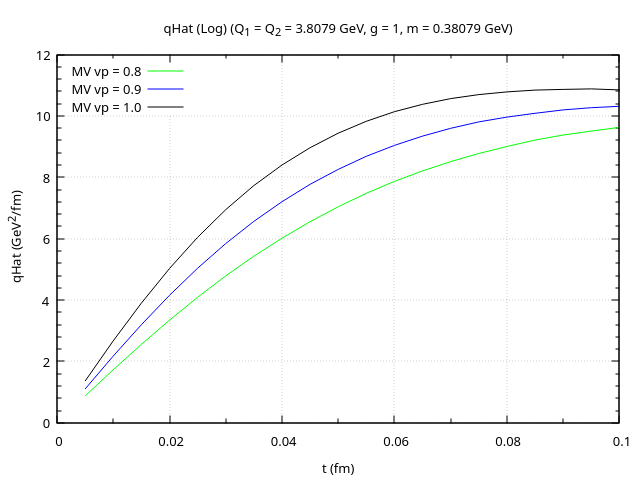 qHat (Log) (Q₁ = Q₂ = 3.8079 GeV, g = 1, m = 0.38079 GeV)
MV vp = 0.8
MV vp = 0.9
MV vp = 1.0
qHat (GeV²/fm)
12
10
8
6
4
2
0
0 0.02 0.04 0.06 0.08 0.1
t (fm)